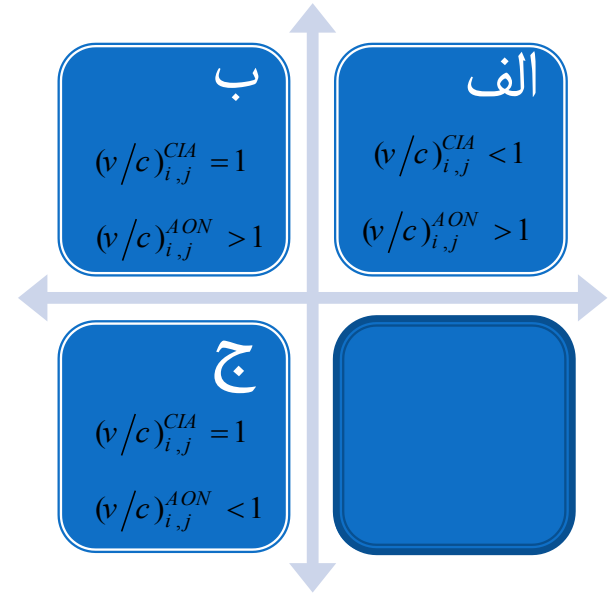 الف
(v/c)_{i,j}^{CIA} < 1
(v/c)_{i,j}^{AON} > 1
ب
(v/c)_{i,j}^{CIA} = 1
(v/c)_{i,j}^{AON} > 1
ج
(v/c)_{i,j}^{CIA} = 1
(v/c)_{i,j}^{AON} < 1